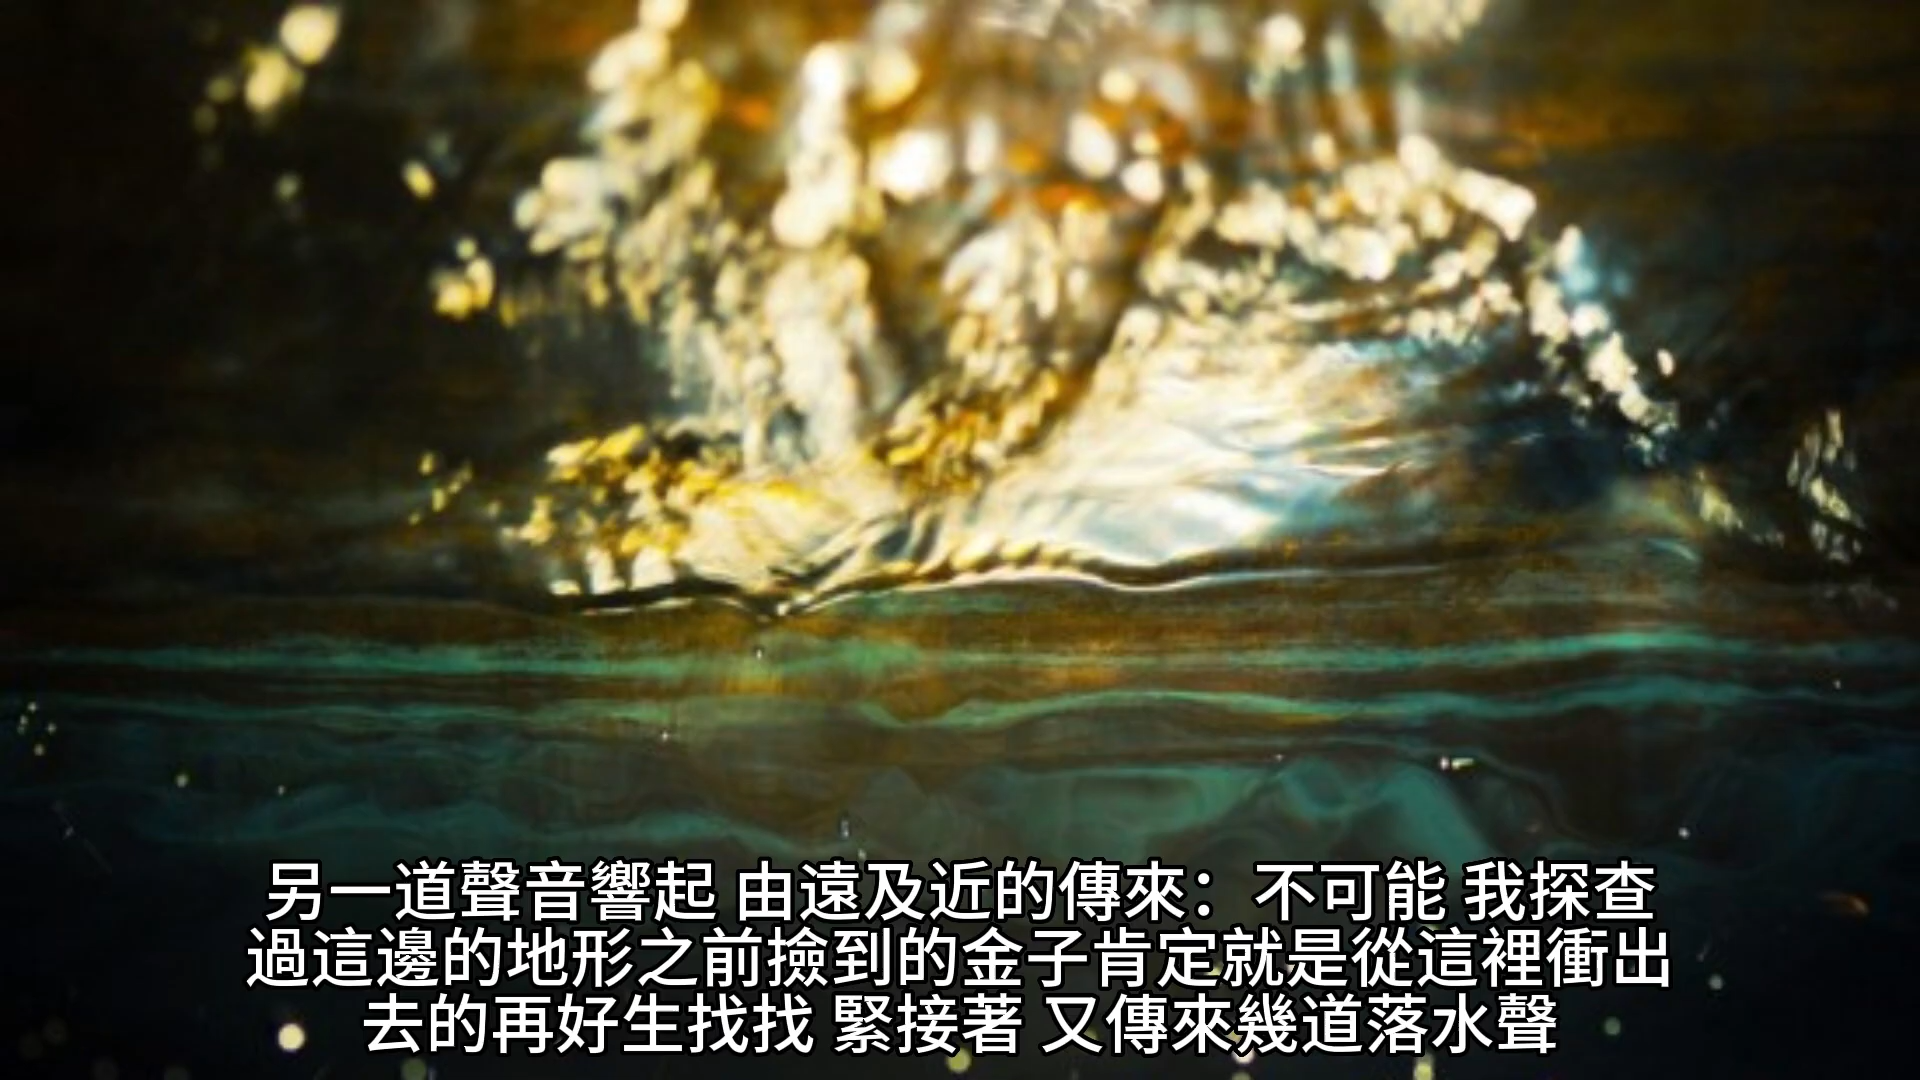 另一道聲音響起 由遠及近的傳來：不可能 我探查
過這邊的地形之前撿到的金子肯定就是從這裡衝出
去的再好生找找 緊接著 又傳來幾道落水聲